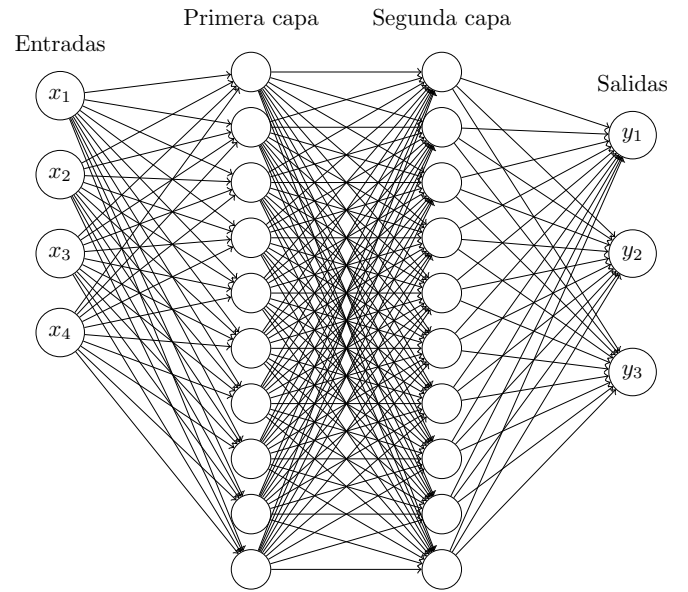 Entradas
Primera capa
Segunda capa
Salidas
x₁
x₂
x₃
x₄
y₁
y₂
y₃